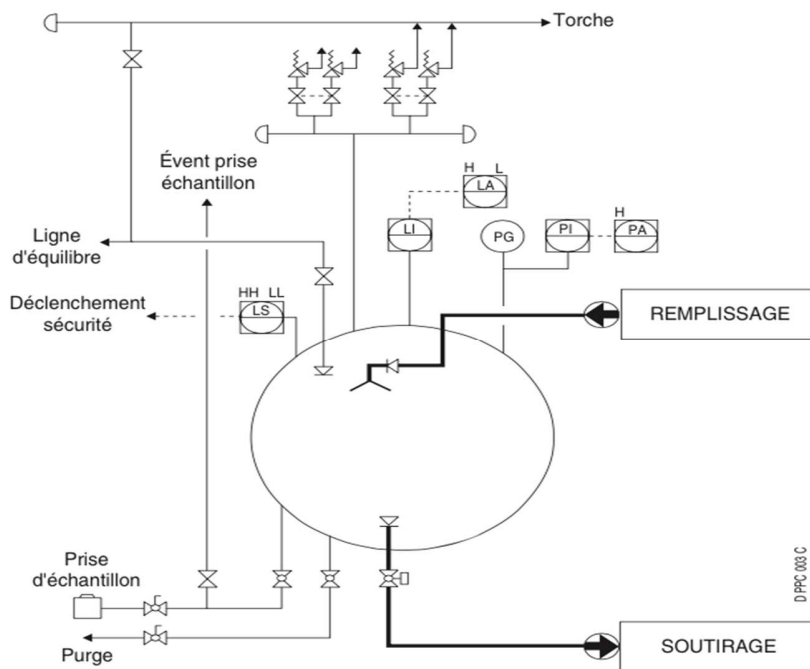 Torche
Évent prise
échantillon
H L
LA
H
LI
PG
PI
PA
Ligne
d'équilibre
HH LL
LS
Déclenchement
sécurité
REMPLISSAGE
Prise
d'échantillon
Purge
SOUTIRAGE
D PPC 003 C